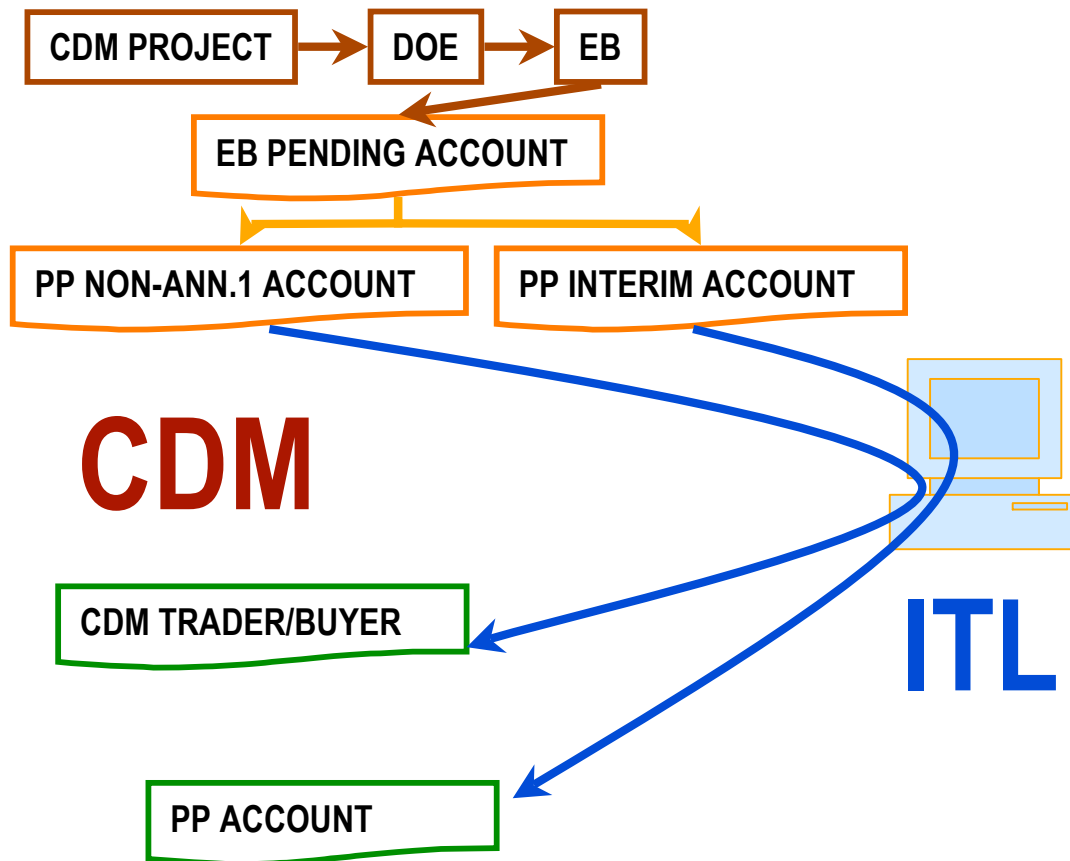 CDM PROJECT
DOE
EB
EB PENDING ACCOUNT
PP NON-ANN.1 ACCOUNT
PP INTERIM ACCOUNT
CDM
CDM TRADER/BUYER
ITL
PP ACCOUNT